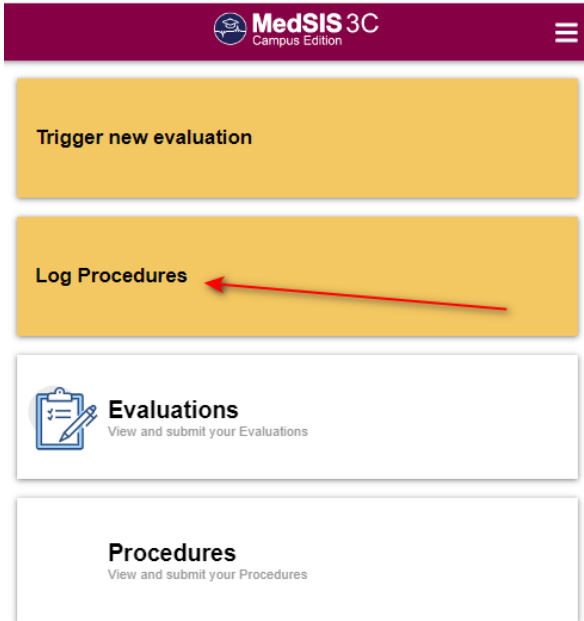 MedSIS 3C
Campus Edition
Trigger new evaluation
Log Procedures
Evaluations
View and submit your Evaluations
Procedures
View and submit your Procedures